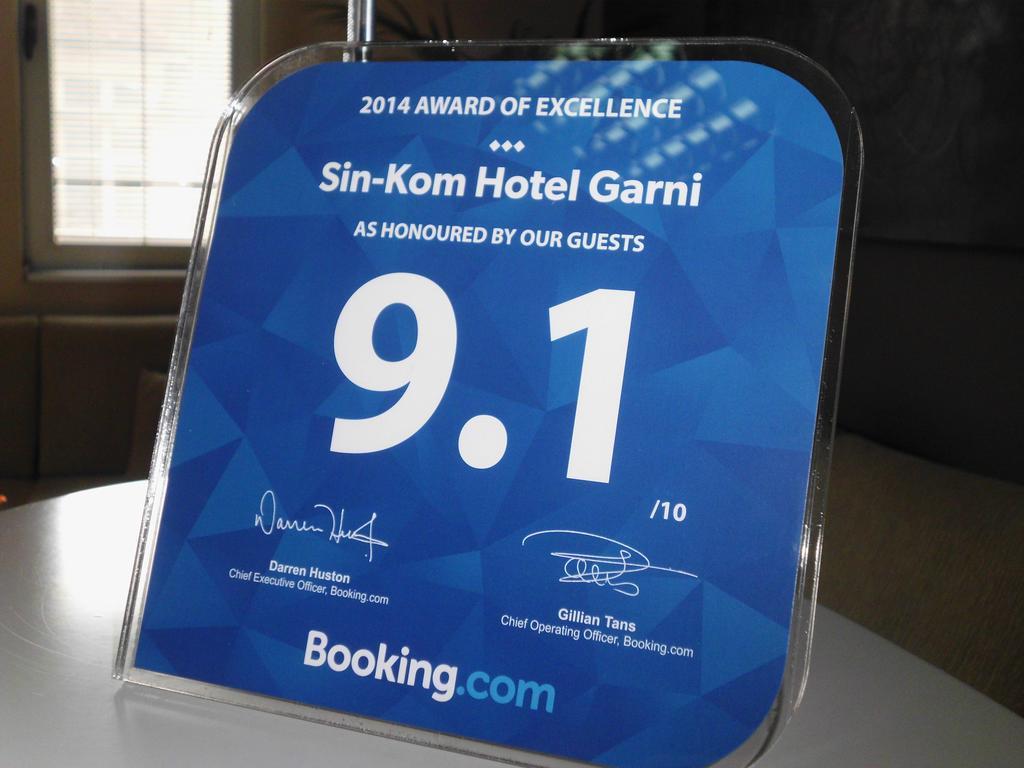 2014 AWARD OF EXCELLENCE
Sin-Kom Hotel Garni
AS HONOURED BY OUR GUESTS
9.1
/10
Darren Huston
Chief Executive Officer, Booking.com
Gillian Tans
Chief Operating Officer, Booking.com
Booking.com